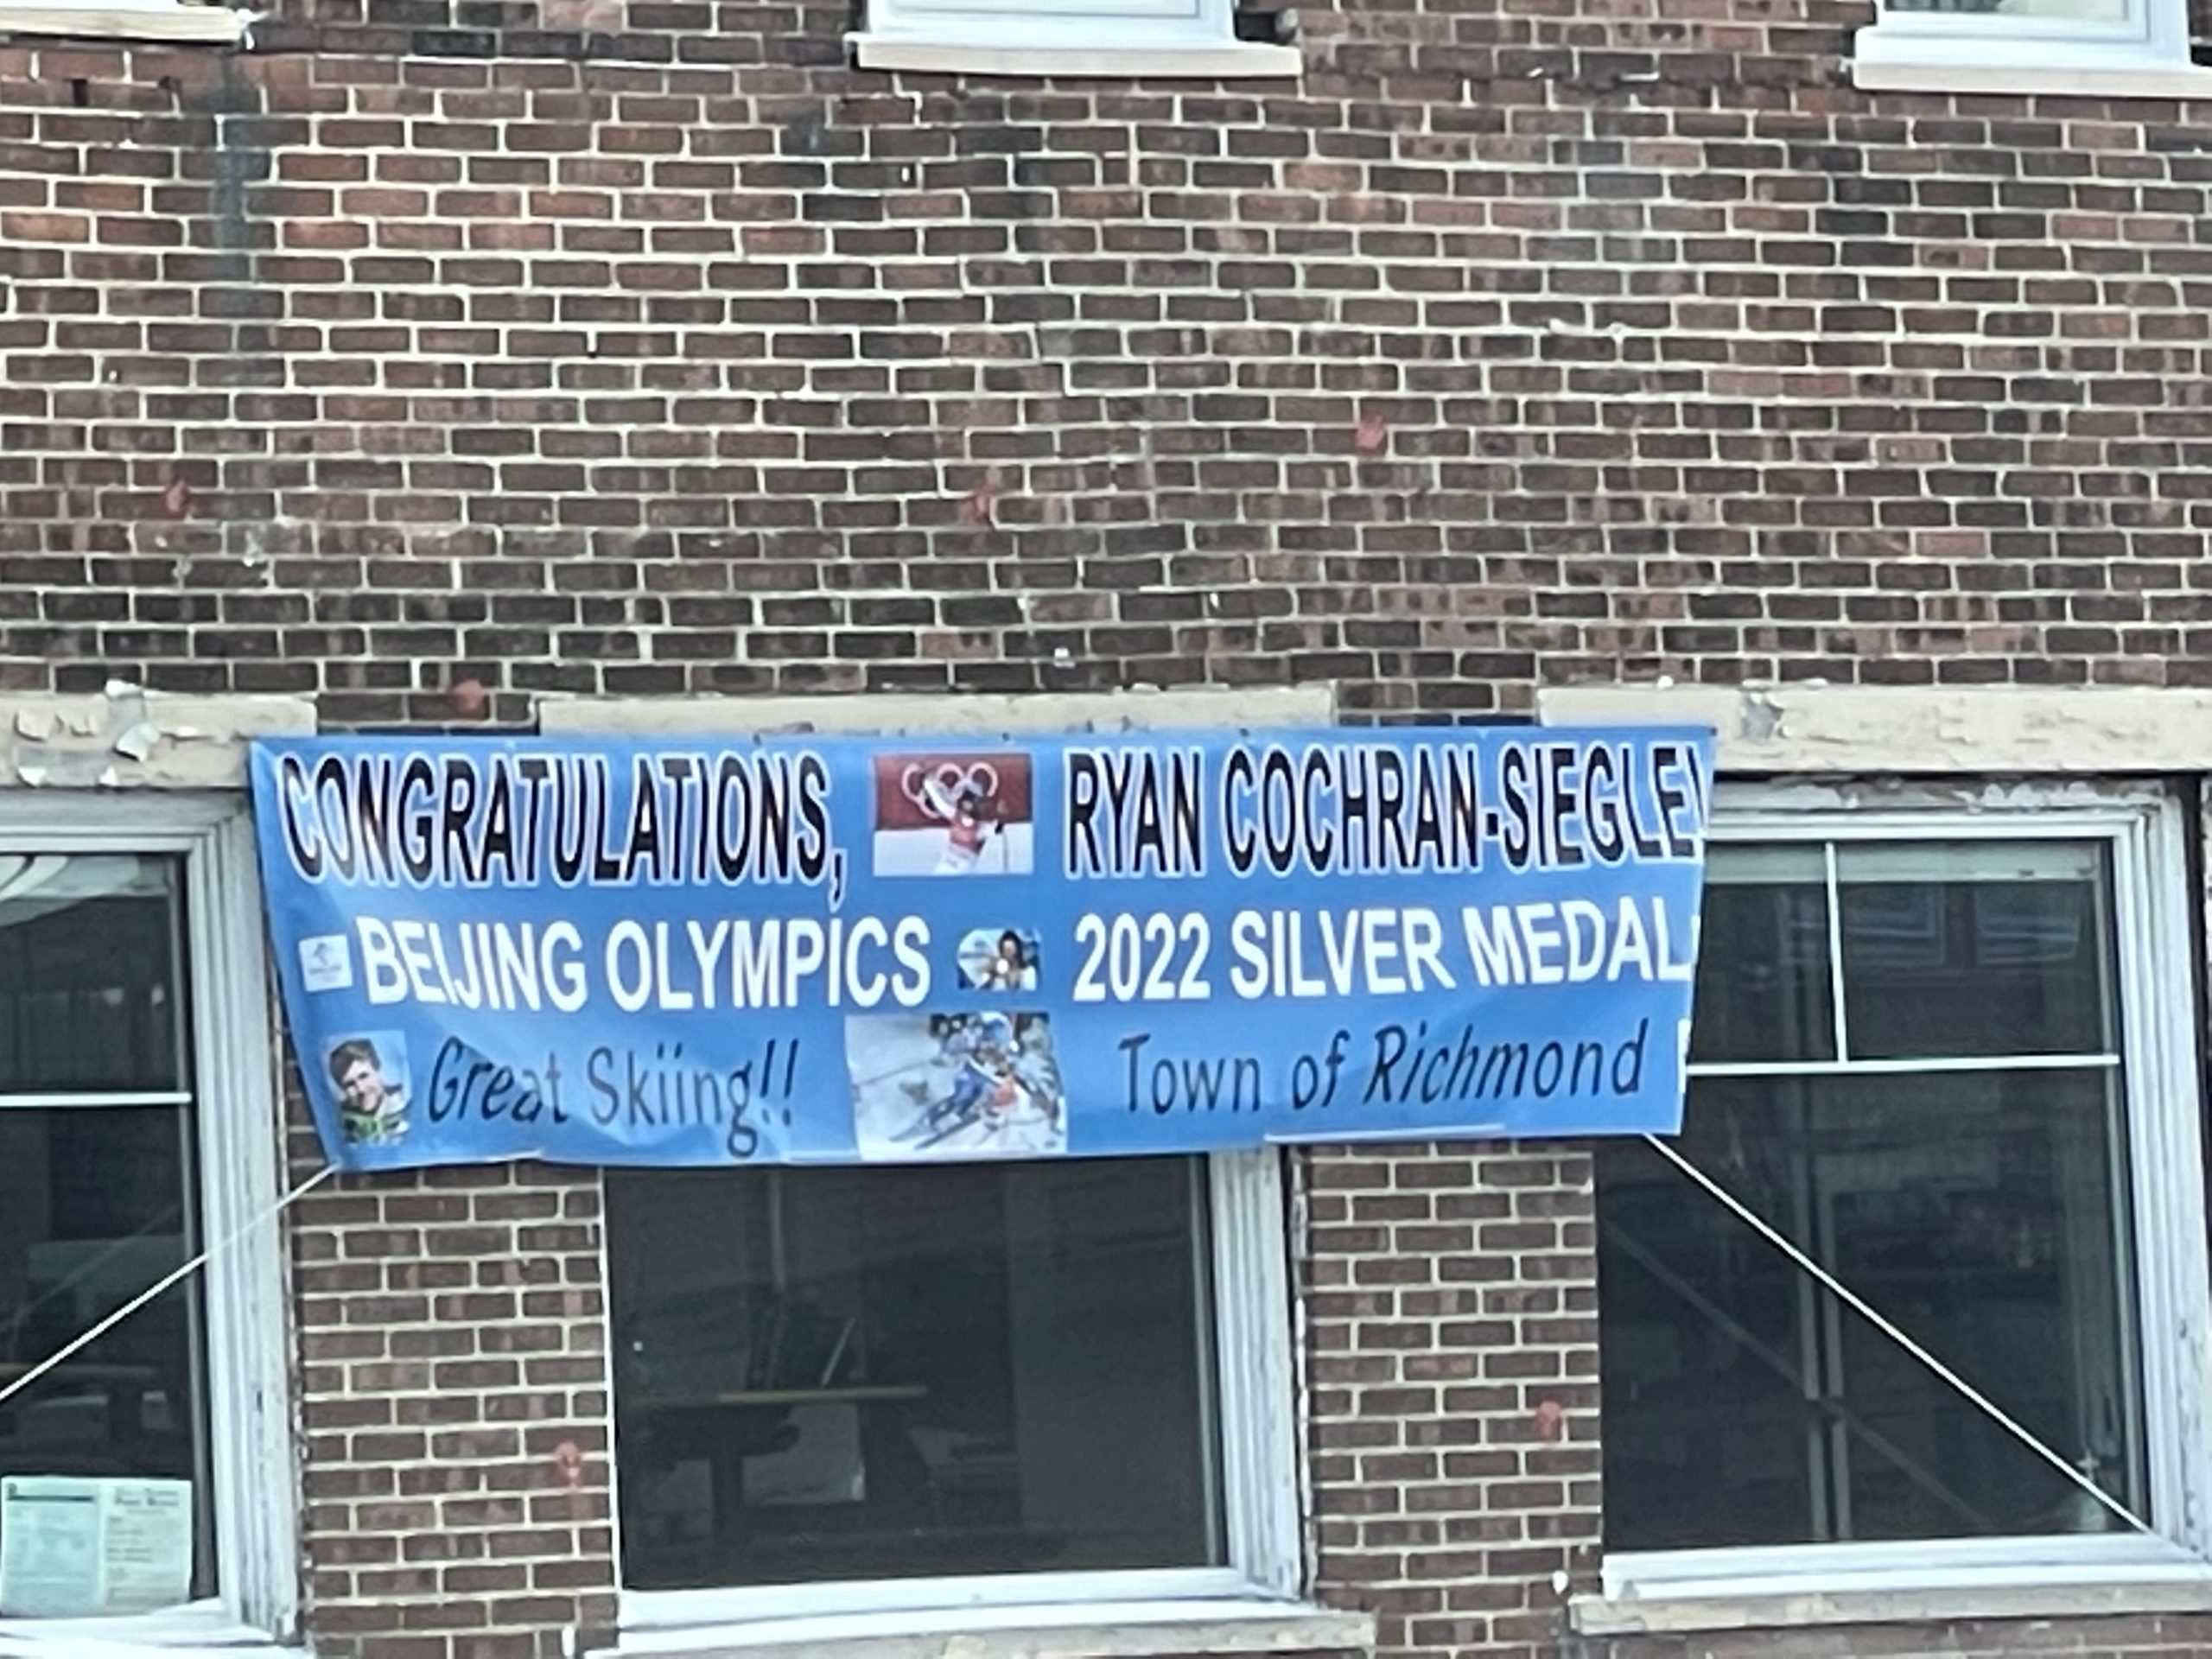 CONGRATULATIONS, RYAN COCHRAN-SIEGLE!
BEIJING OLYMPICS 2022 SILVER MEDAL
Great Skiing!! Town of Richmond